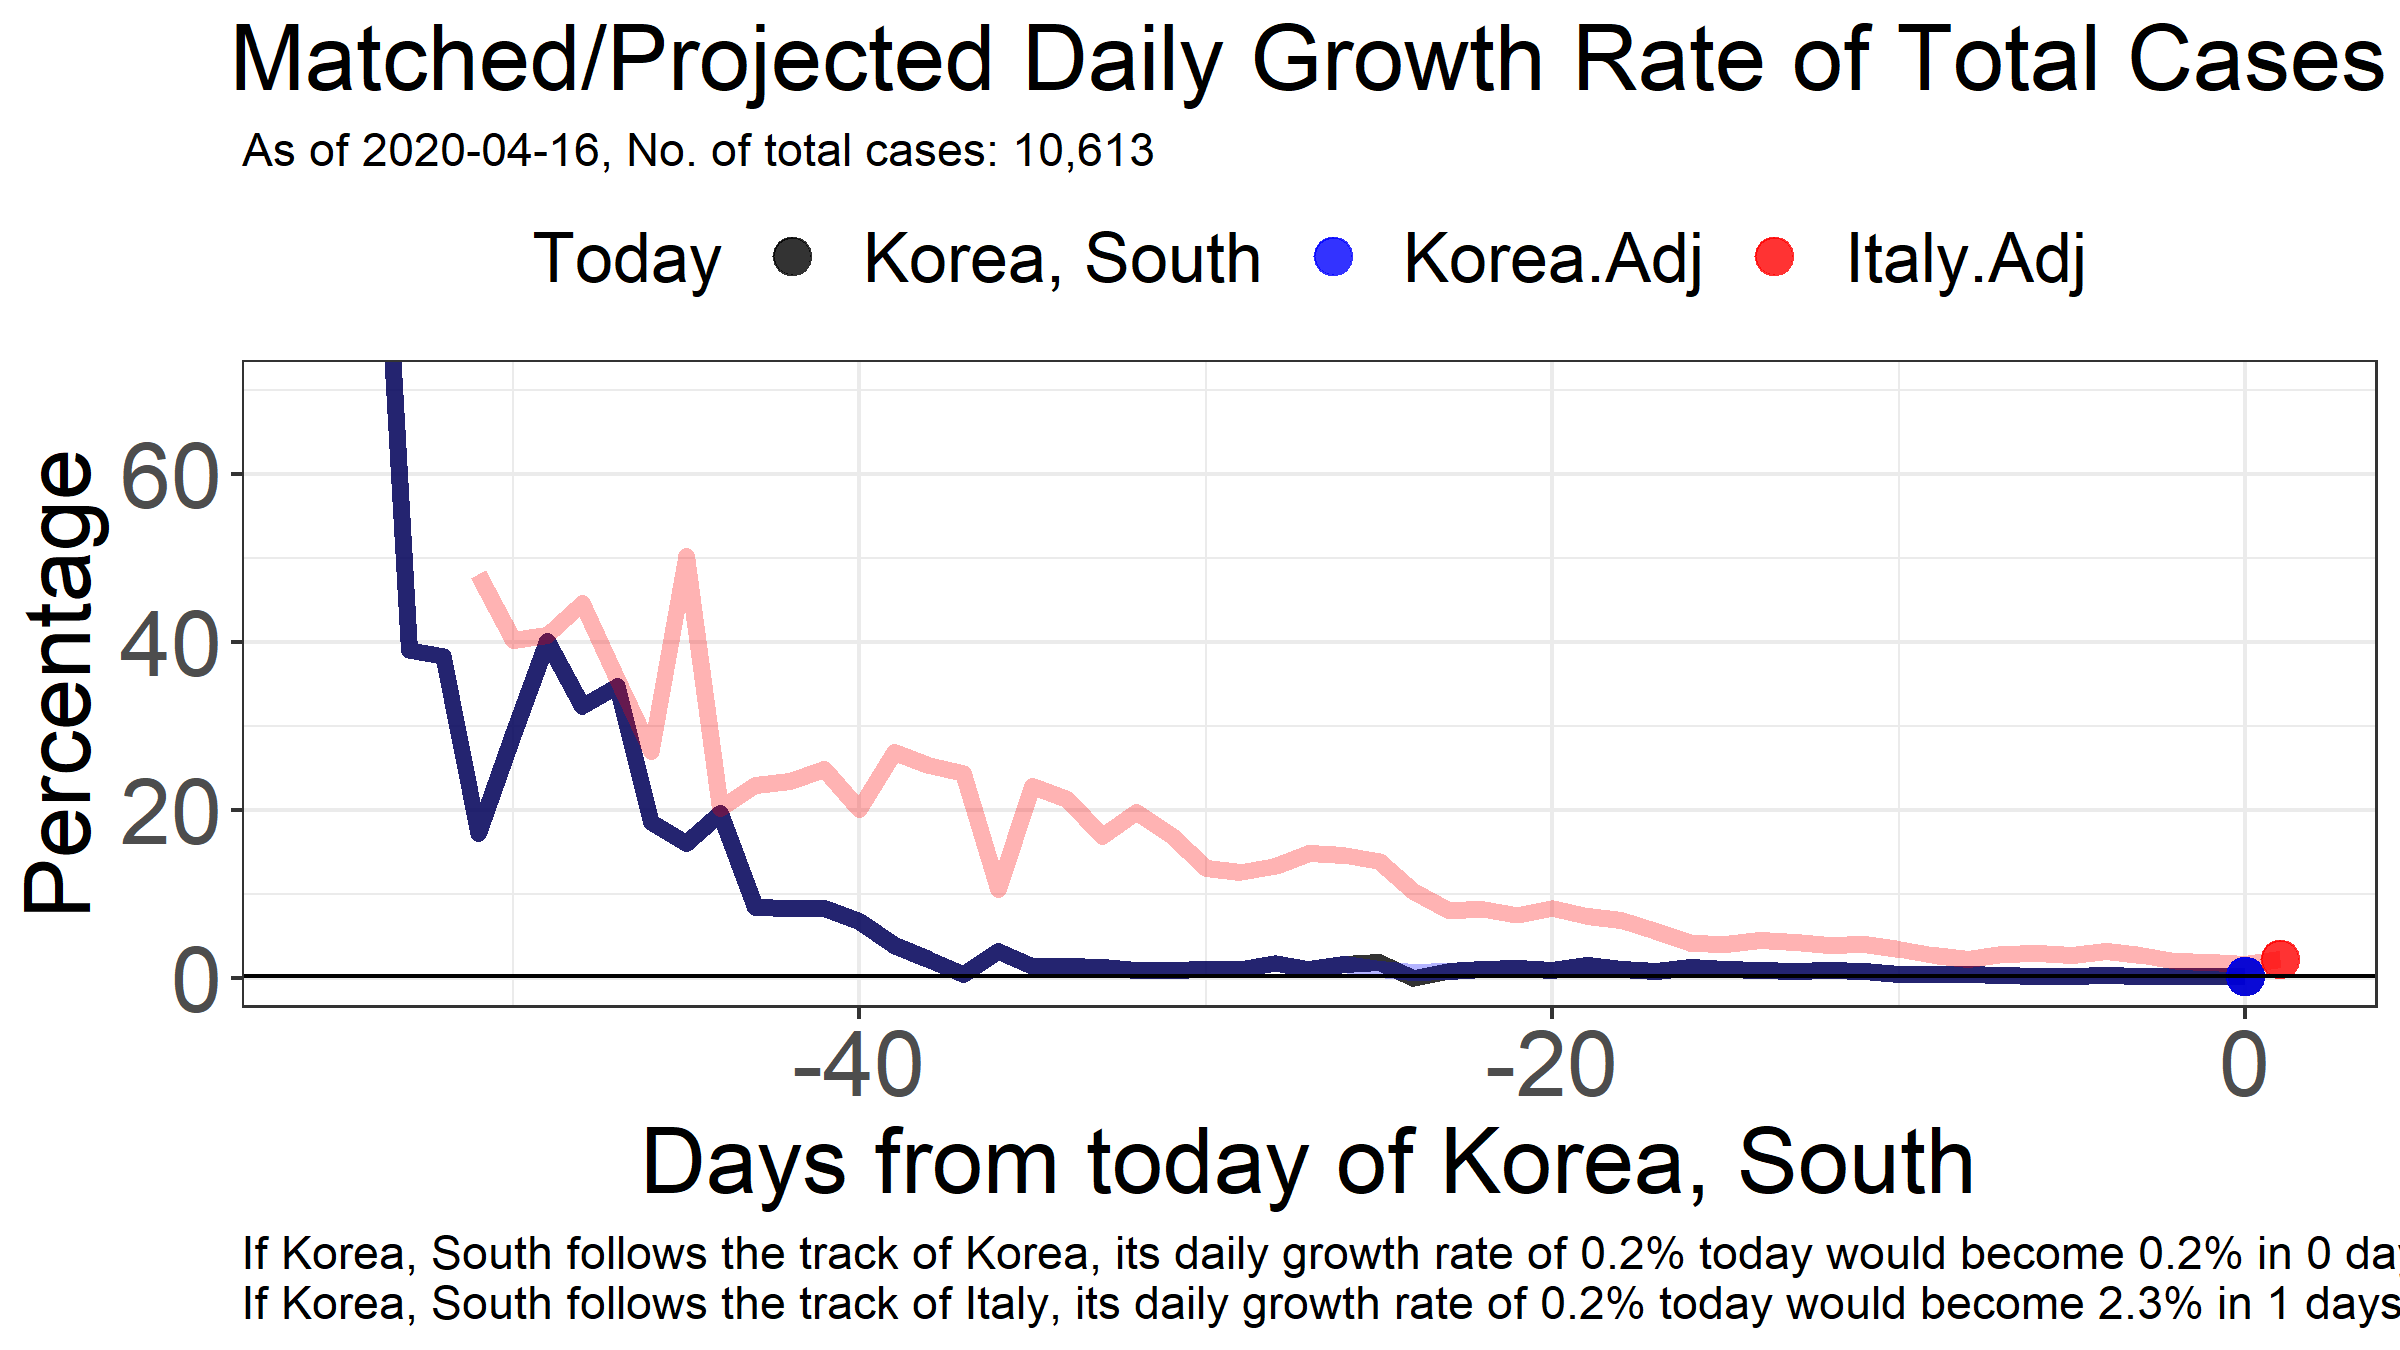 Matched/Projected Daily Growth Rate of Total Cases
As of 2020-04-16, No. of total cases: 10,613
Today Korea, South Korea.Adj Italy.Adj
Percentage
60
40
20
0
-40 -20 0
Days from today of Korea, South
If Korea, South follows the track of Korea, its daily growth rate of 0.2% today would become 0.2% in 0
If Korea, South follows the track of Italy, its daily growth rate of 0.2% today would become 2.3% in 1 days